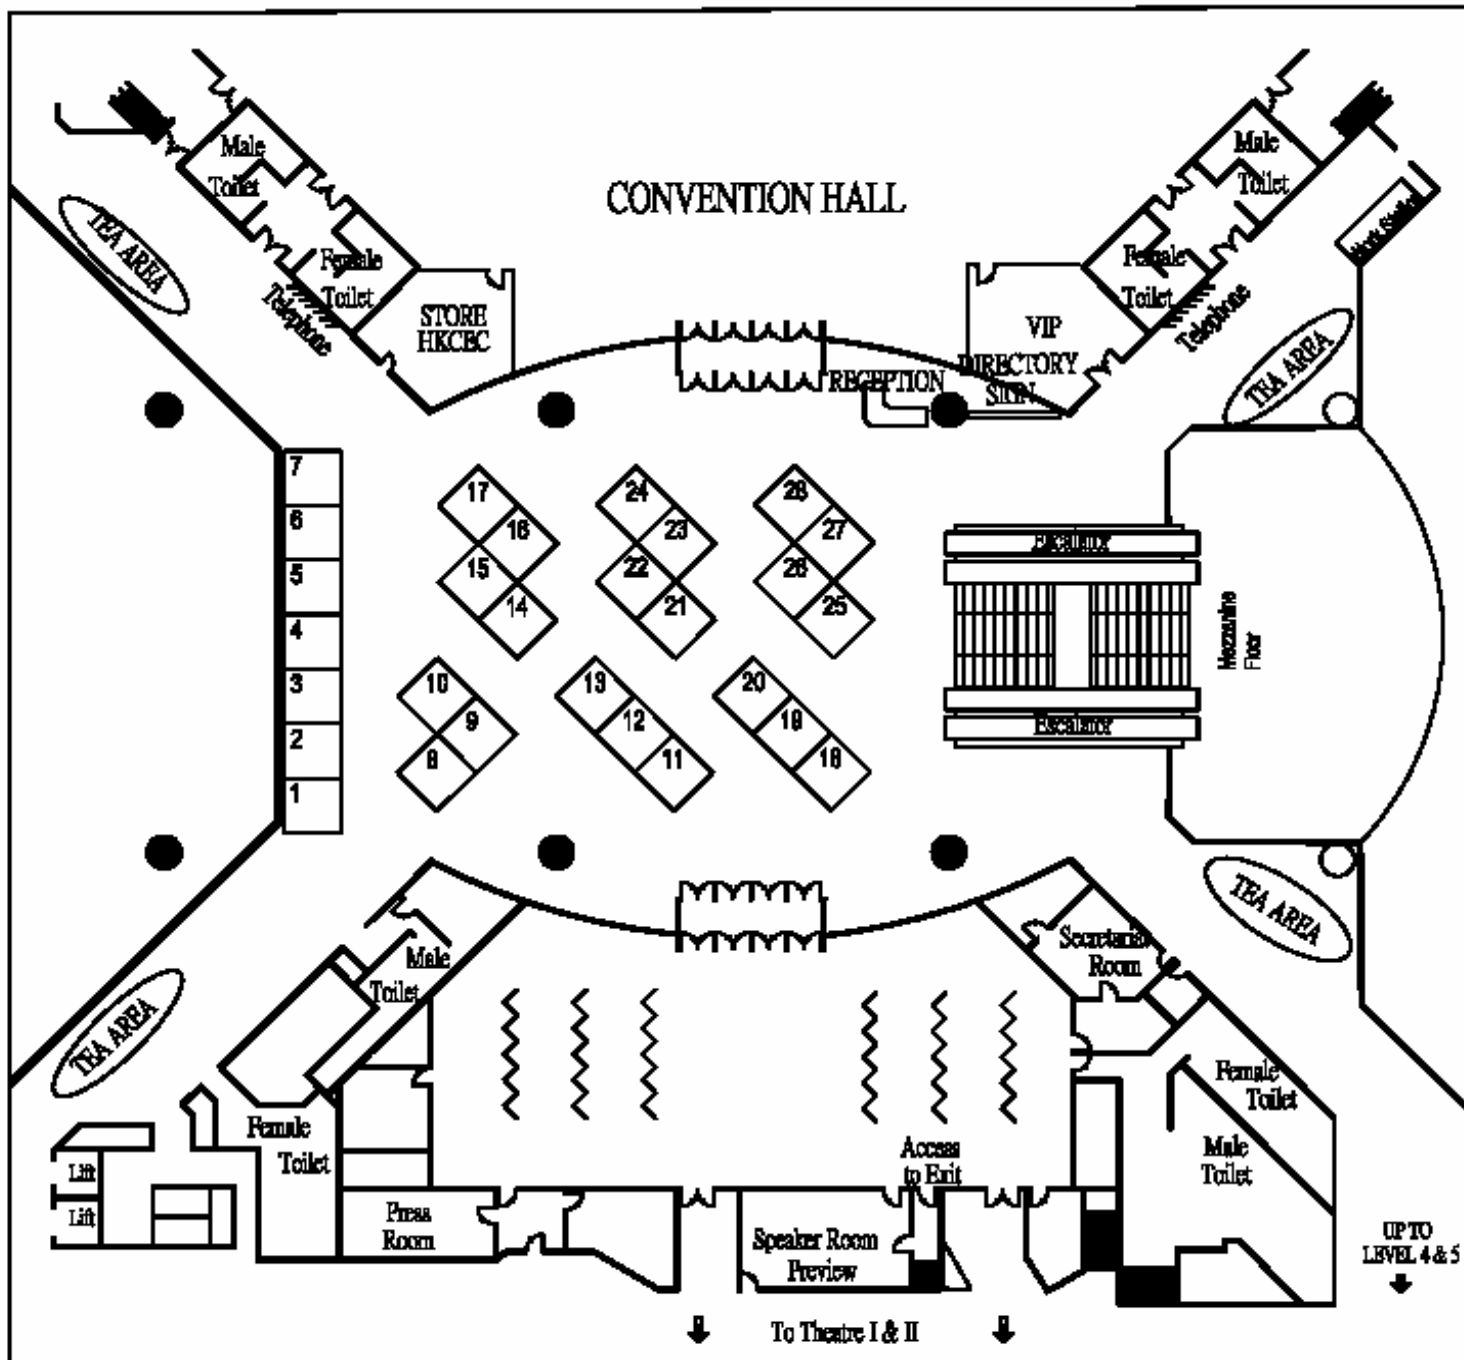 Male
Toilet
Male
Toilet
CONVENTION HALL
TEA AREA
Female
Toilet
Telephone
STORE
HKCEC
Female
Toilet
Telephone
VIP
DIRECTORY
SIGN
RECEPTION
TEA AREA
7
6
5
4
3
2
1
17
16
15
14
24
23
22
21
28
27
26
25
10
9
8
13
12
11
20
19
18
Escalator
Escalator
Mezzanine
Floor
TEA AREA
Male
Toilet
Secretariat
Room
TEA AREA
Female
Toilet
Female
Toilet
Male
Toilet
Lift
Lift
Press
Room
Access
to Exit
Speaker Room
Preview
UP TO
LEVEL 4 & 5
To Theatre I & II